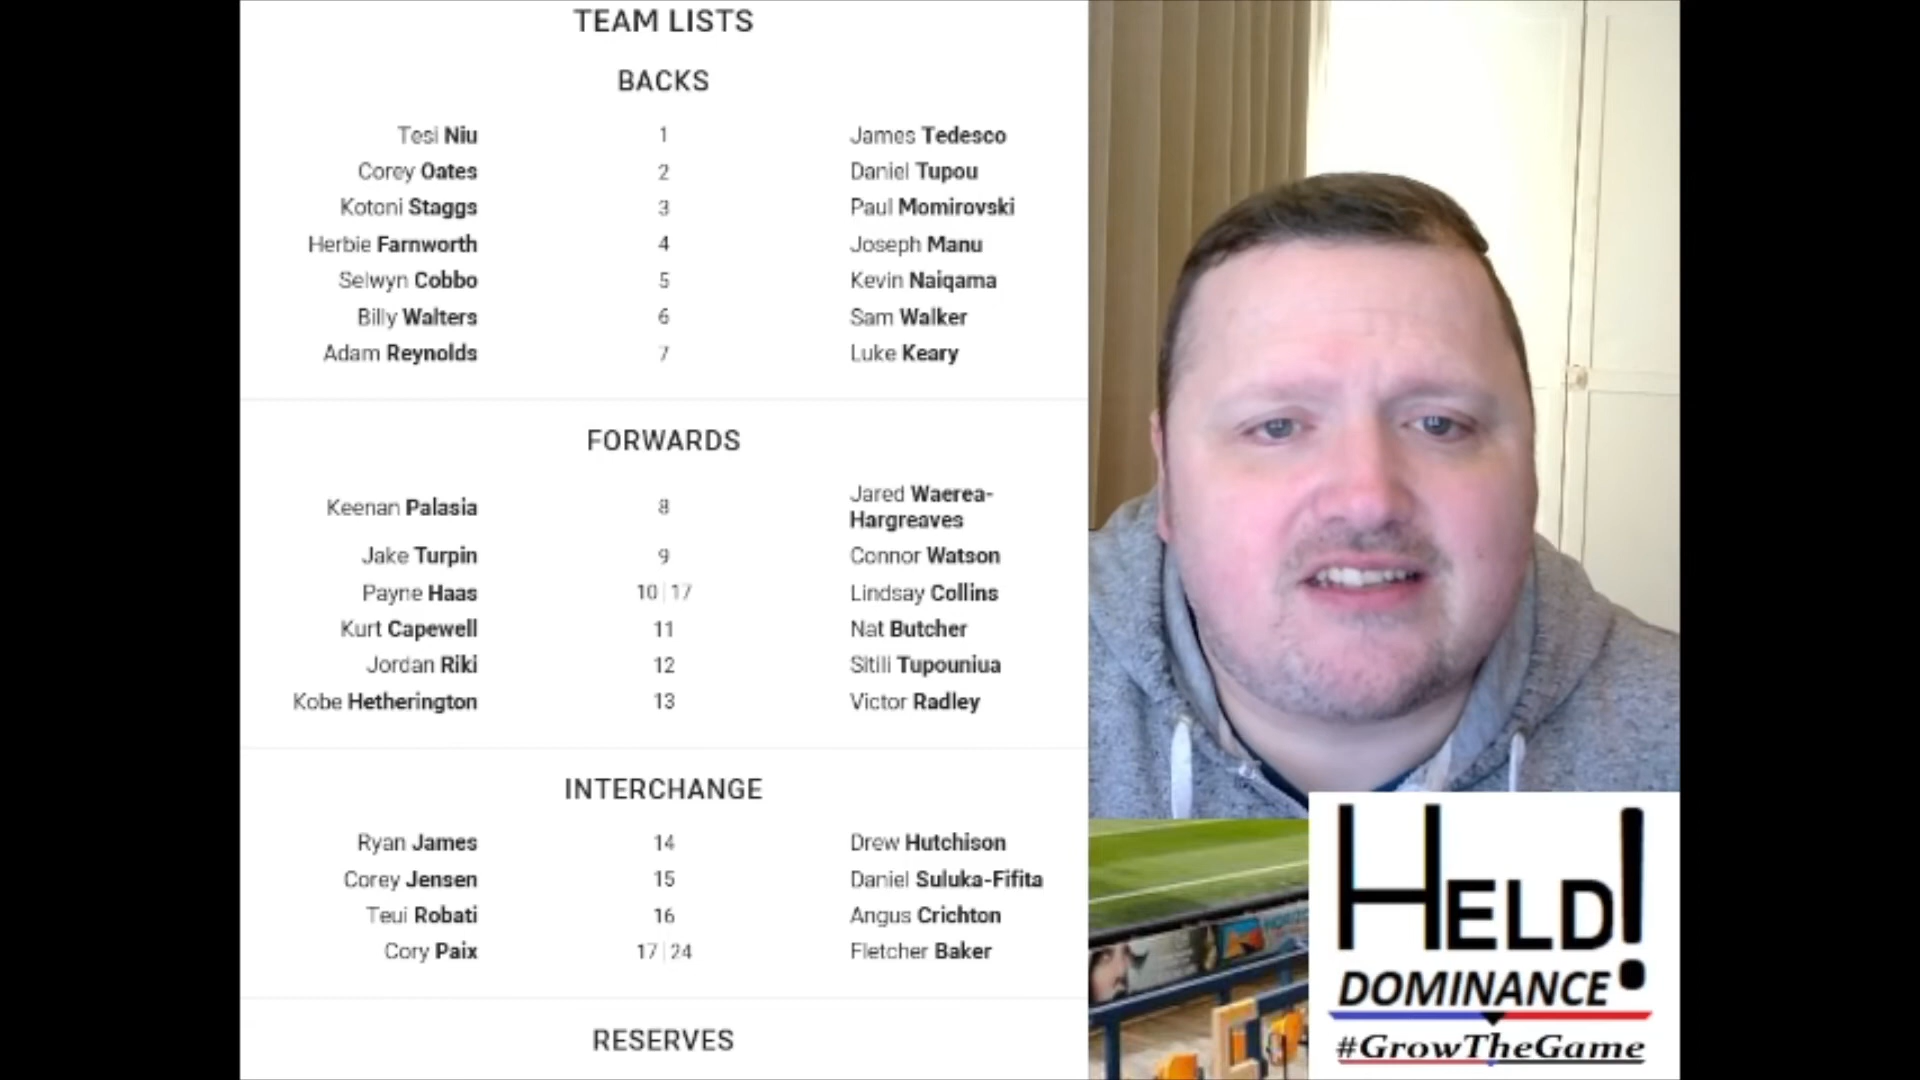 TEAM LISTS
BACKS
Tesi Niu 1 James Tedesco
Corey Oates 2 Daniel Tupou
Kotoni Staggs 3 Paul Momirovski
Herbie Farnworth 4 Joseph Manu
Selwyn Cobbo 5 Kevin Naiqama
Billy Walters 6 Sam Walker
Adam Reynolds 7 Luke Keary
FORWARDS
Keenan Palasia 8 Jared Waerea-
Hargreaves
Jake Turpin 9 Connor Watson
Payne Haas 10 | 17 Lindsay Collins
Kurt Capewell 11 Nat Butcher
Jordan Riki 12 Sitili Tupouniua
Kobe Hetherington 13 Victor Radley
INTERCHANGE
Ryan James 14 Drew Hutchison
Corey Jensen 15 Daniel Suluka-Fifita
Teui Robati 16 Angus Crichton
Cory Paix 17 | 24 Fletcher Baker
RESERVES
HELD!
DOMINANCE
#GrowTheGame